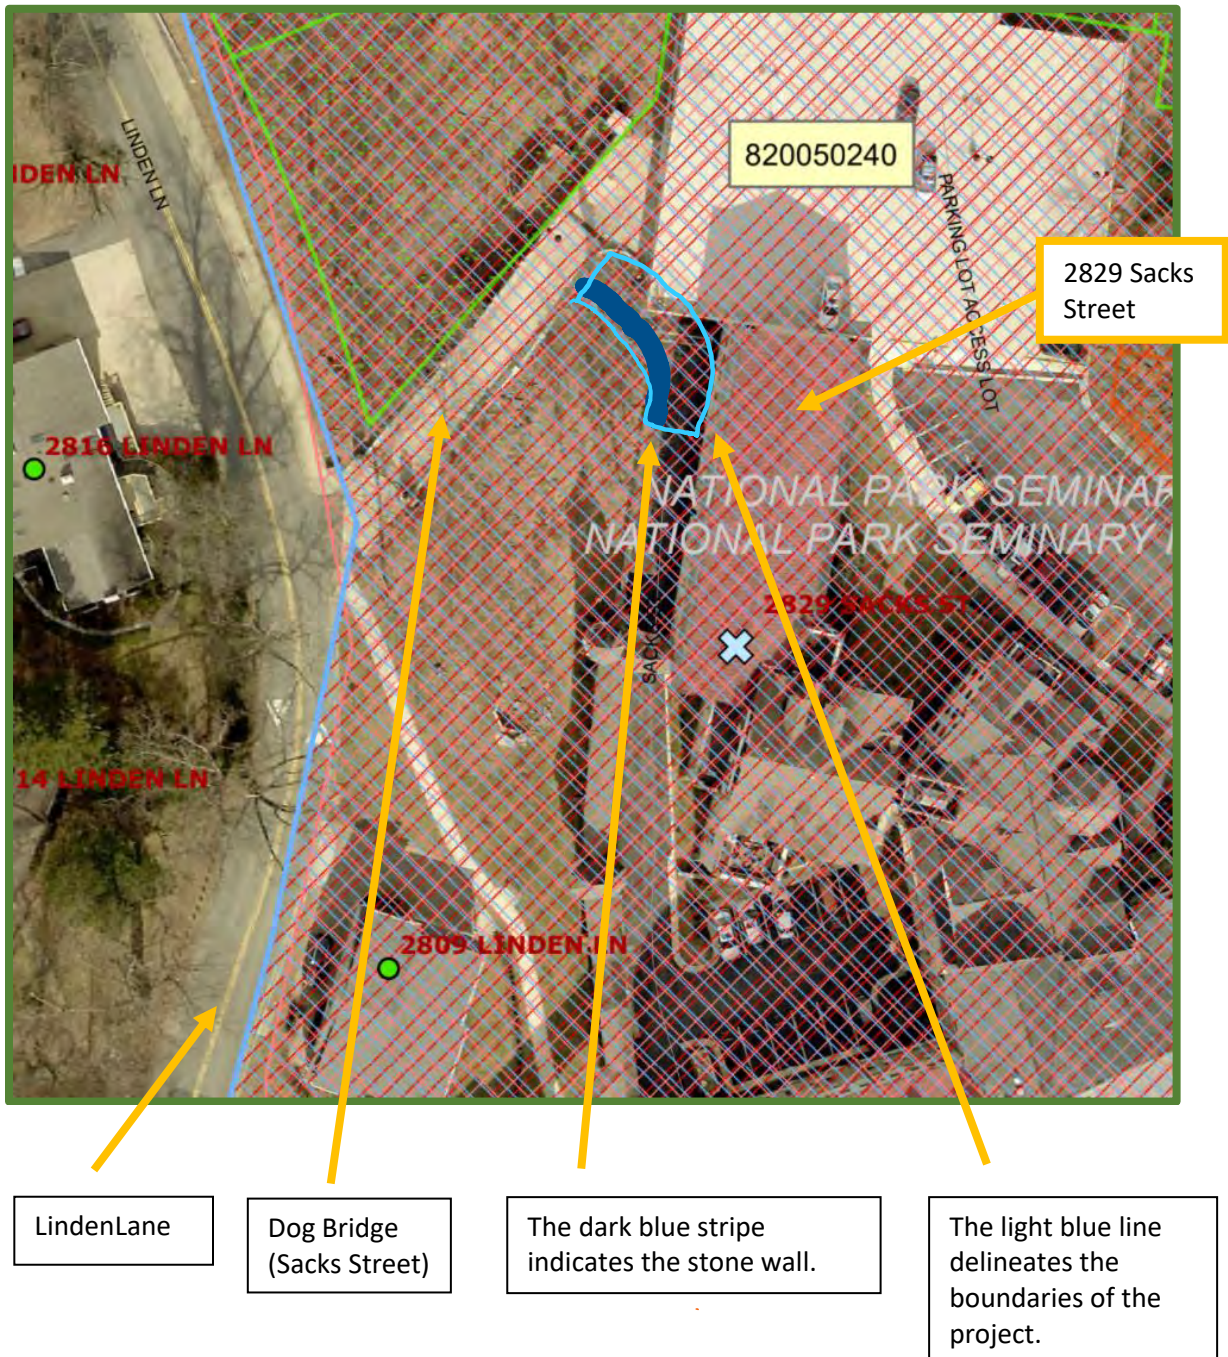 LINDEN LN
IDEN LN
820050240
PARKING LOT ACCESS LOT
2829 Sacks
Street
2816 LINDEN LN
NATIONAL PARK SEMINAR
NATIONAL PARK SEMINARY
2829 SACKS ST
SACK
14 LINDEN LN
2809 LINDEN LN
LindenLane
Dog Bridge
(Sacks Street)
The dark blue stripe
indicates the stone wall.
The light blue line
delineates the
boundaries of the
project.